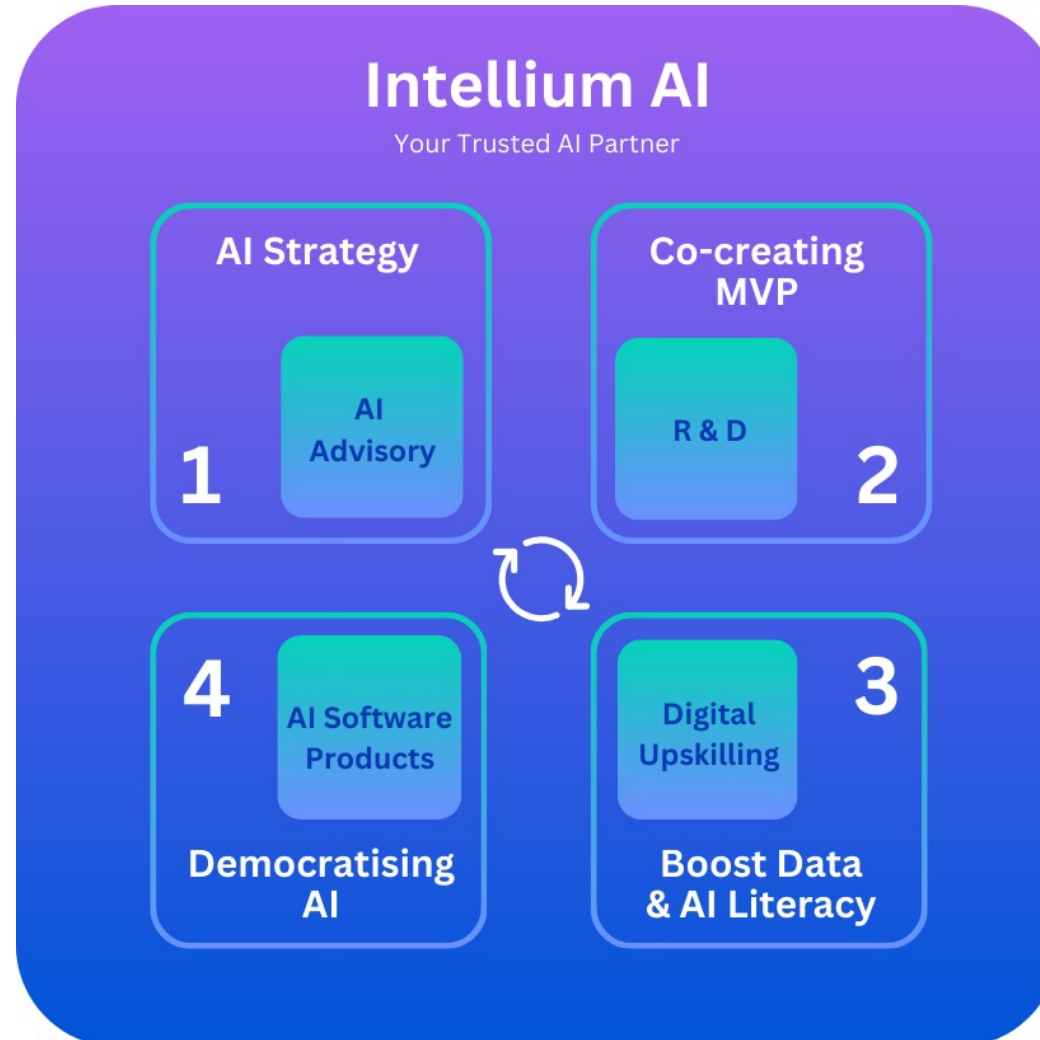 Intellium AI
Your Trusted AI Partner
AI Strategy
AI
Advisory
1
Co-creating
MVP
R & D
2
4
AI Software
Products
Democratising
AI
3
Digital
Upskilling
Boost Data
& AI Literacy